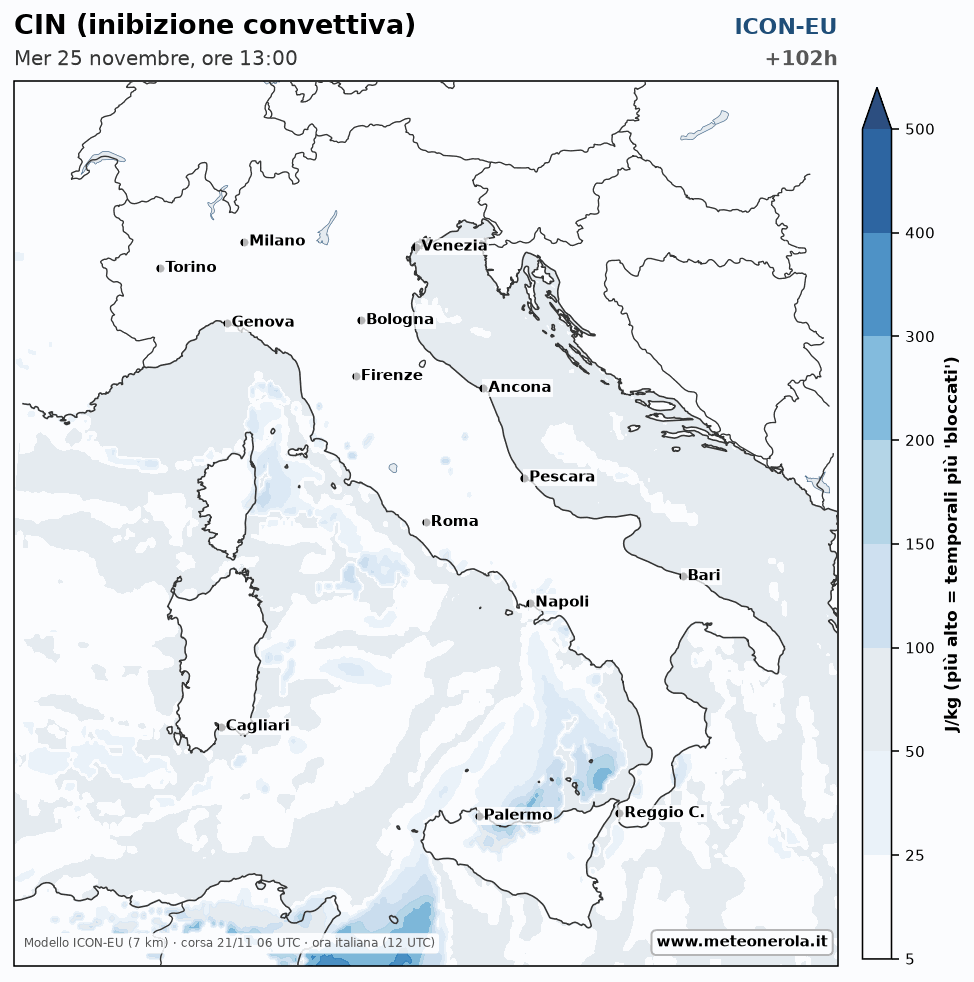 CIN (inibizione convettiva)
ICON-EU
Mer 25 novembre, ore 13:00
+102h
Milano
Venezia
Torino
Genova
Bologna
Firenze
Ancona
Pescara
Roma
Bari
Napoli
Cagliari
Palermo
Reggio C.
Modello ICON-EU (7 km) · corsa 21/11 06 UTC · ora italiana (12 UTC)
www.meteonerola.it
500
400
300
200
150
100
50
25
5
J/kg (più alto = temporali più 'bloccati')